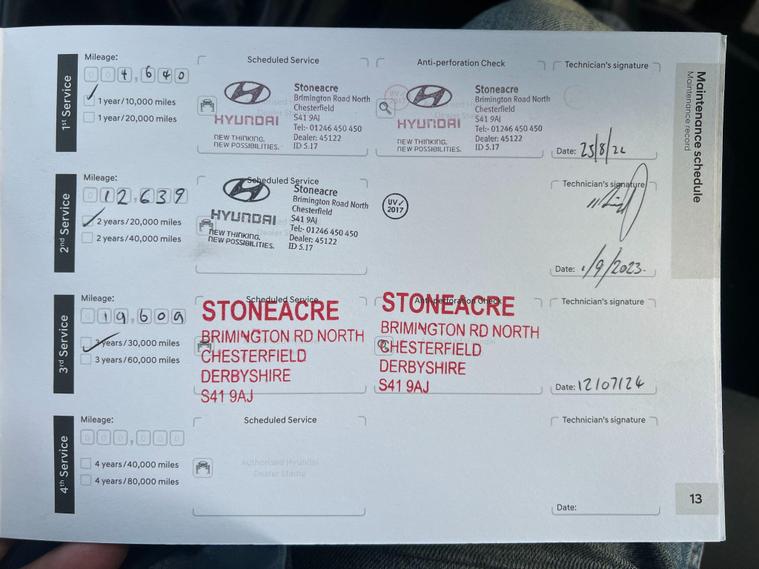 Maintenance schedule
Maintenance record
1st Service
Mileage:
004,640
1 year/10,000 miles
1 year/20,000 miles
Scheduled Service
HYUNDAI
NEW THINKING.
NEW POSSIBILITIES.
Stoneacre
Brimington Road North
Chesterfield
S41 9AJ
Tel:- 01246 450 450
Dealer: 45122
ID 5.17
Anti-perforation Check
HYUNDAI
NEW THINKING.
NEW POSSIBILITIES.
Stoneacre
Brimington Road North
Chesterfield
S41 9AJ
Tel:- 01246 450 450
Dealer: 45122
ID 5.17
Technician's signature
Date: 25/8/22
2nd Service
Mileage:
012,639
2 years/20,000 miles
2 years/40,000 miles
Scheduled Service
HYUNDAI
NEW THINKING.
NEW POSSIBILITIES.
Stoneacre
Brimington Road North
Chesterfield
S41 9AJ
Tel:- 01246 450 450
Dealer: 45122
ID 5.17
UV✓
2017
Technician's signature
Date: 1/9/2023.
3rd Service
Mileage:
019,609
3 years/30,000 miles
3 years/60,000 miles
Scheduled Service
STONEACRE
BRIMINGTON RD NORTH
CHESTERFIELD
DERBYSHIRE
S41 9AJ
Anti-perforation Check
STONEACRE
BRIMINGTON RD NORTH
CHESTERFIELD
DERBYSHIRE
S41 9AJ
Technician's signature
Date: 12/07/24
4th Service
Mileage:
000,000
4 years/40,000 miles
4 years/80,000 miles
Scheduled Service
Authorised Hyundai
Dealer Stamp
Technician's signature
Date:
13